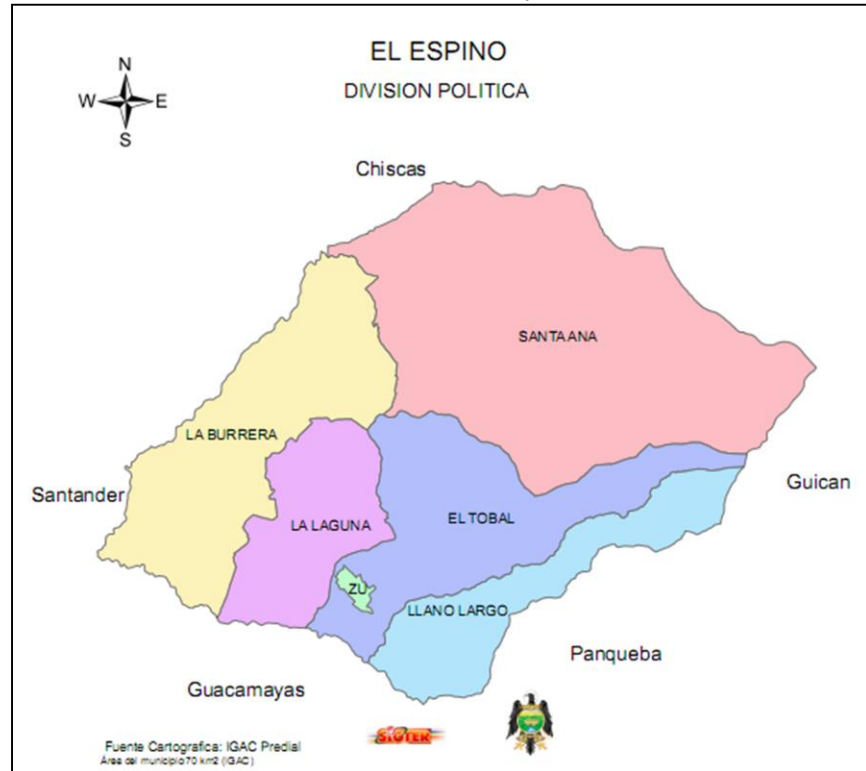 EL ESPINO
DIVISION POLITICA
N
W E
S
Chiscas
SANTA ANA
LA BURRERA
Santander
Guican
LA LAGUNA
EL TOBAL
ZU
LLANO LARGO
Panqueba
Guacamayas
SIGTER
Fuente Cartografica: IGAC Predial
Área del municipio 70 km2 (IGAC)